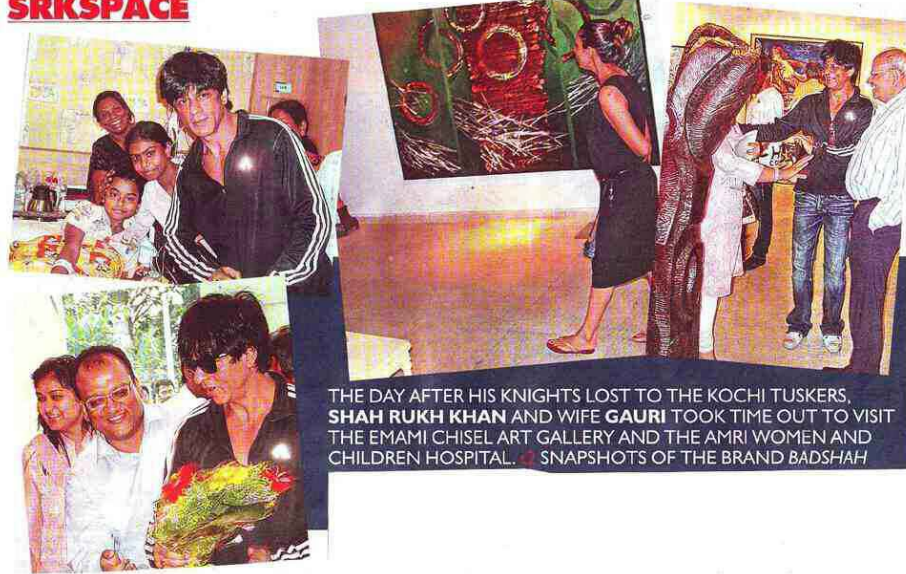 SRKSPACE
THE DAY AFTER HIS KNIGHTS LOST TO THE KOCHI TUSKERS,
SHAH RUKH KHAN AND WIFE GAURI TOOK TIME OUT TO VISIT
THE EMAMI CHISEL ART GALLERY AND THE AMRI WOMEN AND
CHILDREN HOSPITAL. SNAPSHOTS OF THE BRAND BADSHAH